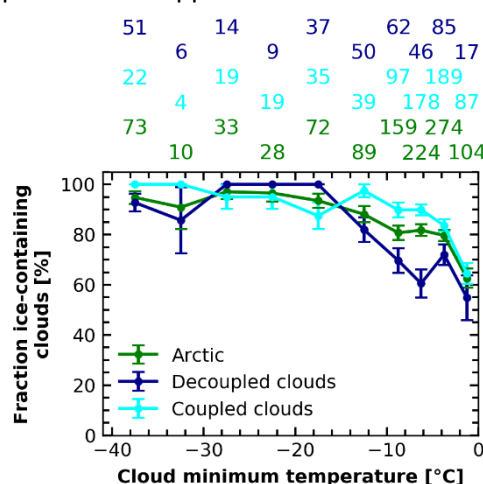 51 14 37 62 85
6 9 50 46 17
22 19 35 97 189
4 19 39 178 87
73 33 72 159 274
10 28 89 224 104
100
80
60
40
20
0
Fraction ice-containing
clouds [%]
Arctic
Decoupled clouds
Coupled clouds
−40 −30 −20 −10 0
Cloud minimum temperature [°C]